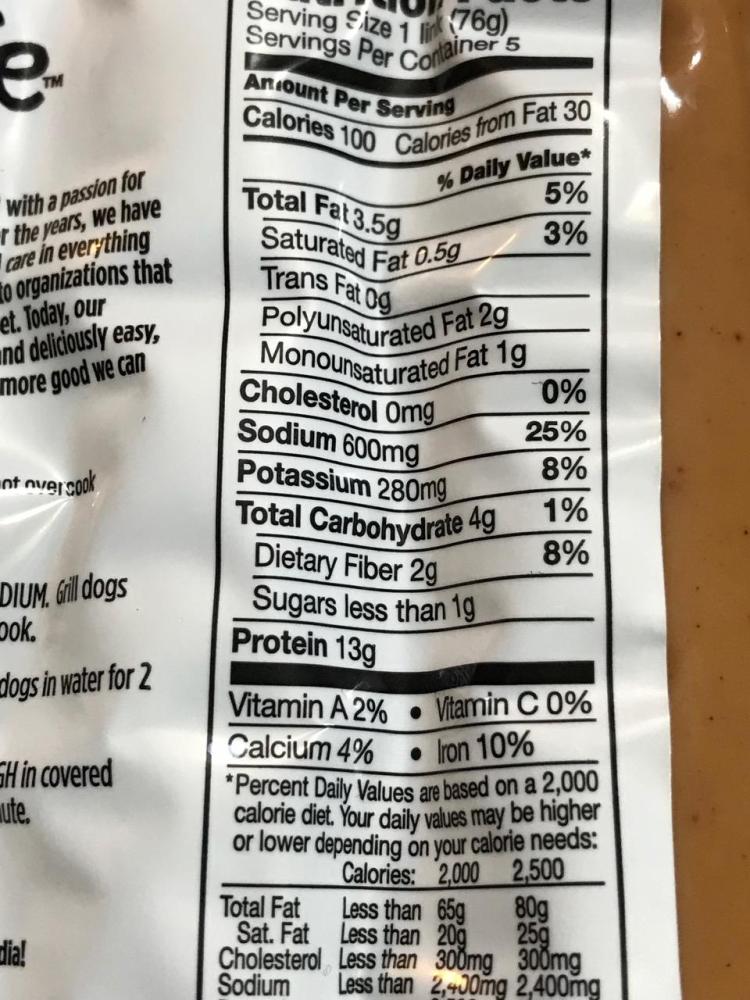 e™
with a passion for
the years, we have
care in everything
to organizations that
et. Today, our
and deliciously easy,
more good we can
not overcook
DIUM. Grill dogs
ook.
dogs in water for 2
GH in covered
ute.
dia!
Facts
Serving Size 1 link (76g)
Servings Per Container 5
Amount Per Serving
Calories 100 Calories from Fat 30
% Daily Value*
Total Fat 3.5g 5%
Saturated Fat 0.5g 3%
Trans Fat 0g
Polyunsaturated Fat 2g
Monounsaturated Fat 1g
Cholesterol 0mg 0%
Sodium 600mg 25%
Potassium 280mg 8%
Total Carbohydrate 4g 1%
Dietary Fiber 2g 8%
Sugars less than 1g
Protein 13g
Vitamin A 2% • Vitamin C 0%
Calcium 4% • Iron 10%
*Percent Daily Values are based on a 2,000
calorie diet. Your daily values may be higher
or lower depending on your calorie needs:
Calories: 2,000 2,500
Total Fat Less than 65g 80g
Sat. Fat Less than 20g 25g
Cholesterol Less than 300mg 300mg
Sodium Less than 2,400mg 2,400mg